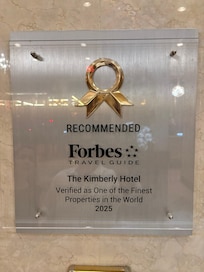 RECOMMENDED
Forbes
TRAVEL GUIDE
The Kimberly Hotel
Verified as One of the Finest
Properties in the World
2025